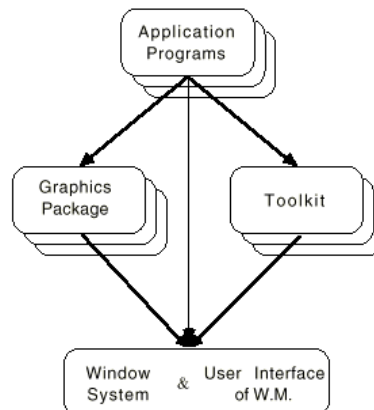 Application
Programs
Graphics
Package
Toolkit
Window & User Interface
System of W.M.